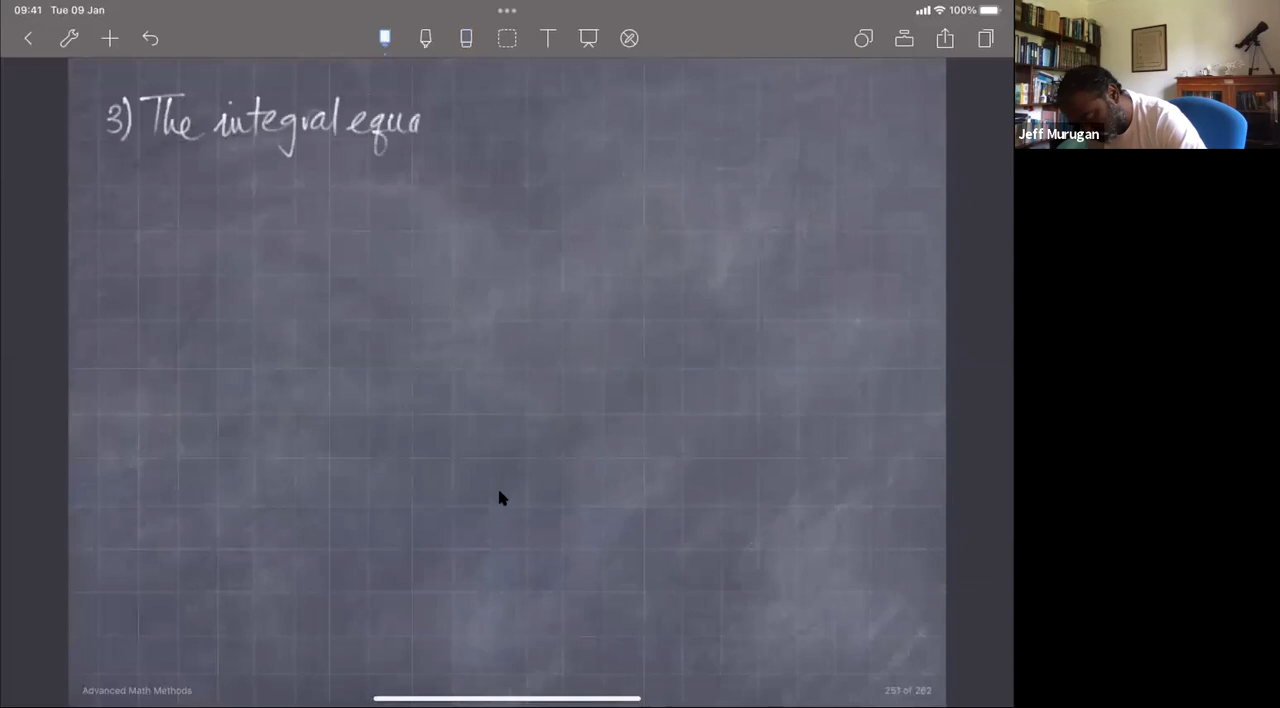 09:41 Tue 09 Jan
100%
3) The integral equa
Jeff Murugan
Advanced Math Methods
251 of 282